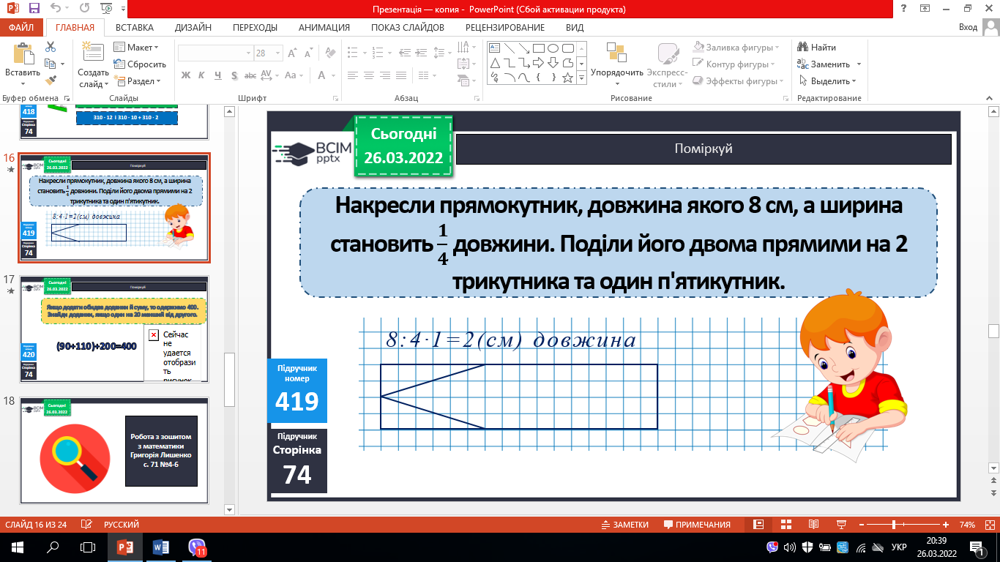 Презентація — копия - PowerPoint (Сбой активации продукта)
ФАЙЛ ГЛАВНАЯ ВСТАВКА ДИЗАЙН ПЕРЕХОДЫ АНИМАЦИЯ ПОКАЗ СЛАЙДОВ РЕЦЕНЗИРОВАНИЕ ВИД Вход
Вставить
Создать слайд
Макет
Сбросить
Раздел
28
Ж К Ч S abc AV Aa А
Упорядочить
Экспресс-стили
Заливка фигуры
Контур фигуры
Эффекты фигуры
Найти
Заменить
Выделить
Буфер обмена Слайды Шрифт Абзац Рисование Редактирование
418
Сторінка
74
310 · 12 і 310 · 10 + 310 · 2
16
Сьогодні
26.03.2022
Поміркуй
Накресли прямокутник, довжина якого 8 см, а ширина
становить 1/4 довжини. Поділи його двома прямими на 2
трикутника та один п'ятикутник.
8:4·1=2(см) довжина
419
Сторінка
74
17
Сьогодні
26.03.2022
Поміркуй
Якщо додати обидва доданки й суму, то одержимо 400.
Знайди доданки, якщо один на 20 менший від другого.
(90+110)+200=400
Сейчас
не
удается
отобрази
ть
рисунок
420
Сторінка
74
18
ВСІМ
Сьогодні
26.03.2022
Робота з зошитом
з математики
Григорія Лишенко
с. 71 №4-6
ВСІМ
pptx
Сьогодні
26.03.2022
Поміркуй
Накресли прямокутник, довжина якого 8 см, а ширина
становить 1/4 довжини. Поділи його двома прямими на 2
трикутника та один п'ятикутник.
8:4·1=2(см) довжина
Підручник
номер
419
Підручник
Сторінка
74
СЛАЙД 16 ИЗ 24 РУССКИЙ ЗАМЕТКИ ПРИМЕЧАНИЯ 74%
11
УКР
20:39
26.03.2022
1